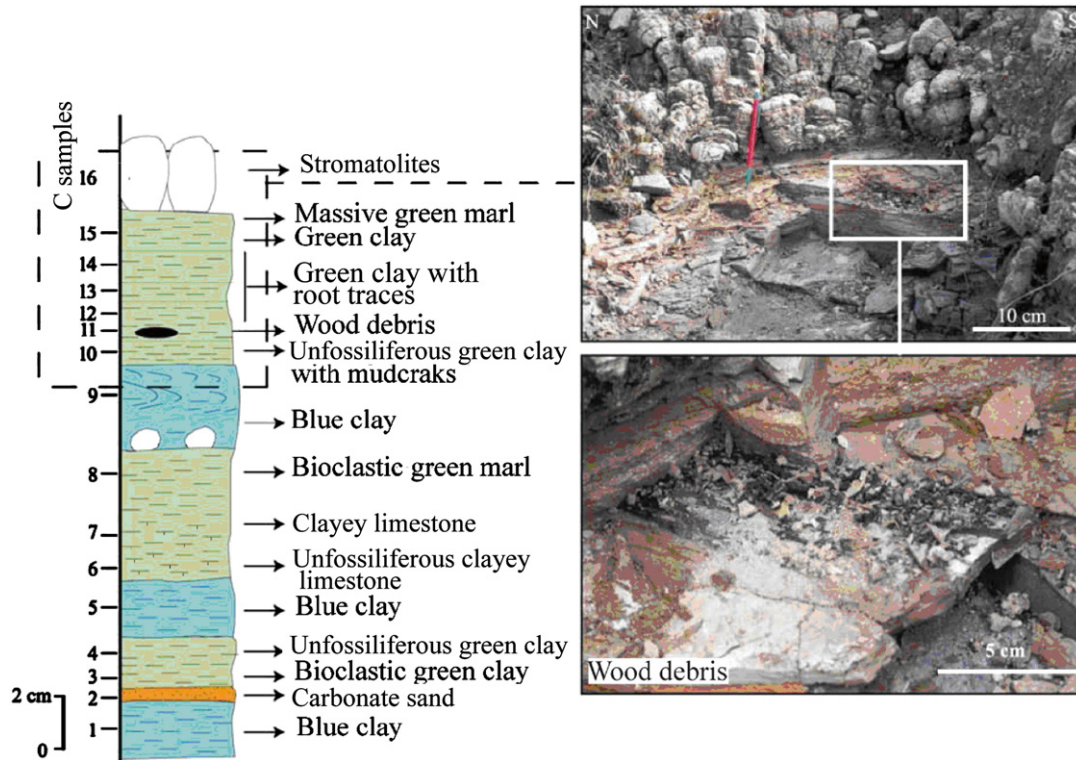 C samples
16
15
14
13
12
11
10
9
8
7
6
5
4
3
2
1
2 cm
0
Stromatolites
Massive green marl
Green clay
Green clay with
root traces
Wood debris
Unfossiliferous green clay
with mudcraks
Blue clay
Bioclastic green marl
Clayey limestone
Unfossiliferous clayey
limestone
Blue clay
Unfossiliferous green clay
Bioclastic green clay
Carbonate sand
Blue clay
N
S
10 cm
Wood debris
5 cm